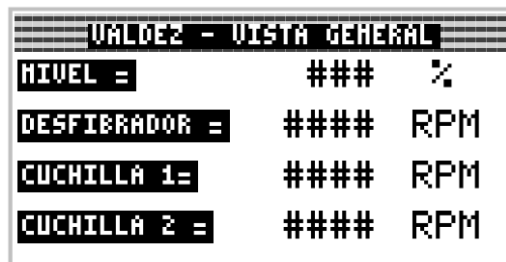 VALDEZ - VISTA GENERAL
NIVEL = ### %
DESFIBRADOR = #### RPM
CUCHILLA 1= #### RPM
CUCHILLA 2 = #### RPM